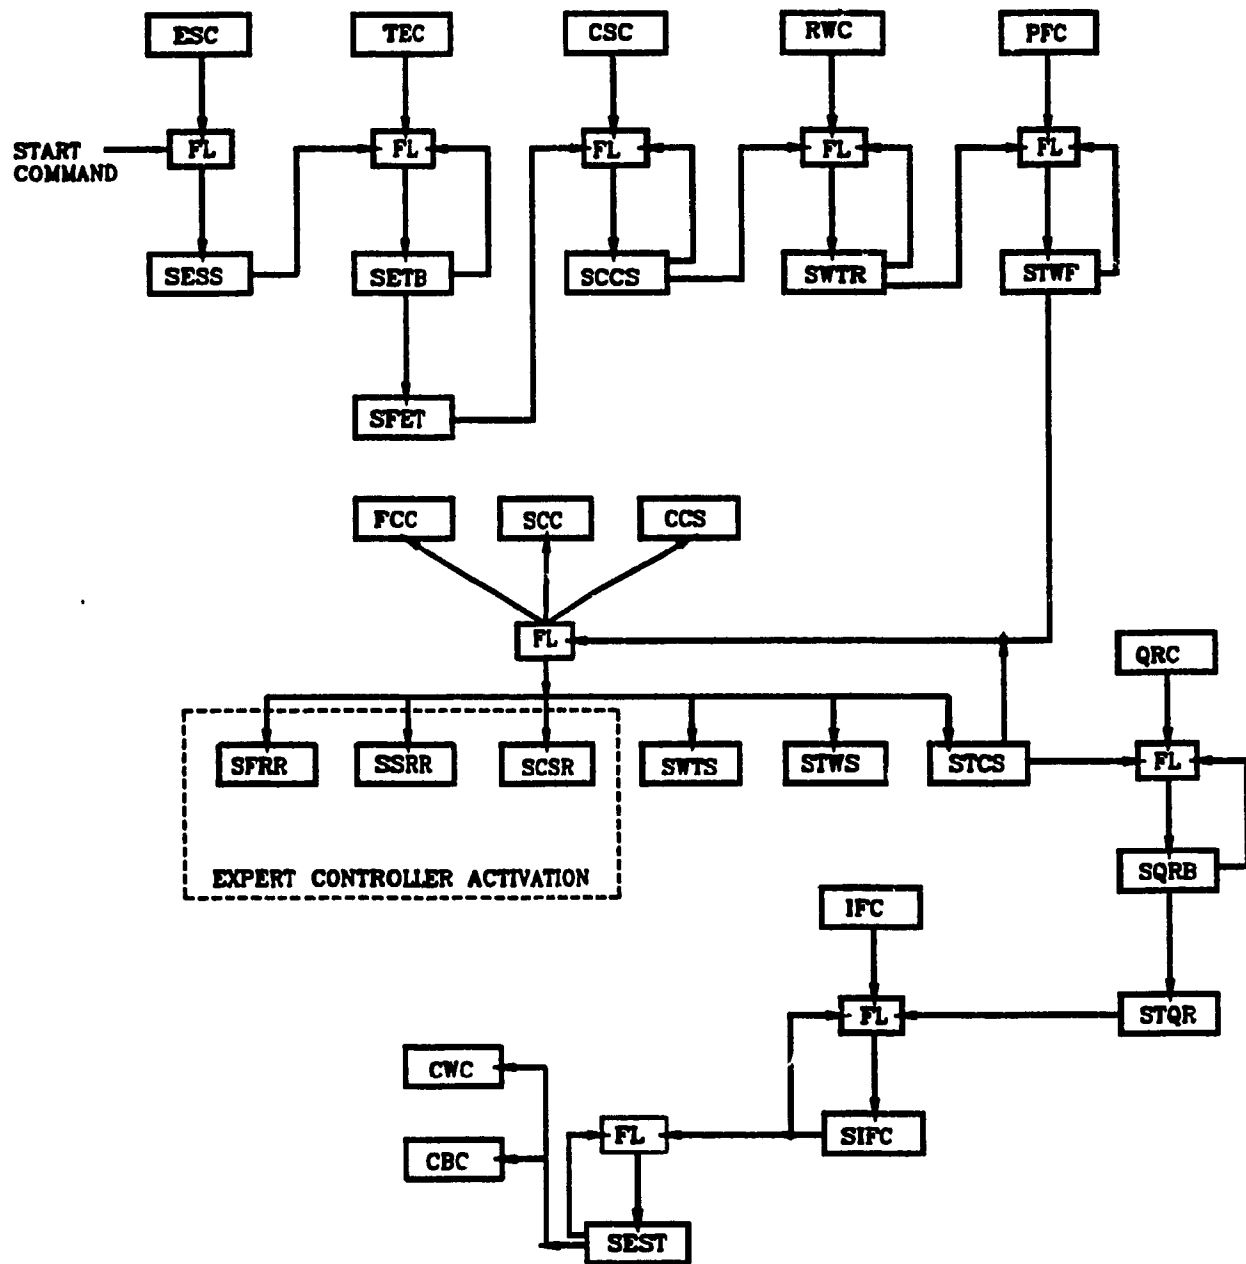 ESC
TEC
CSC
RWC
PFC
START
COMMAND
FL
FL
FL
FL
FL
SESS
SETB
SCCS
SWTR
STWF
SFET
FCC
SCC
CCS
FL
QRC
SFRR
SSRR
SCSR
SWTS
STWS
STCS
FL
EXPERT CONTROLLER ACTIVATION
SQRB
IFC
FL
STQR
CWC
FL
SIFC
CBC
SEST